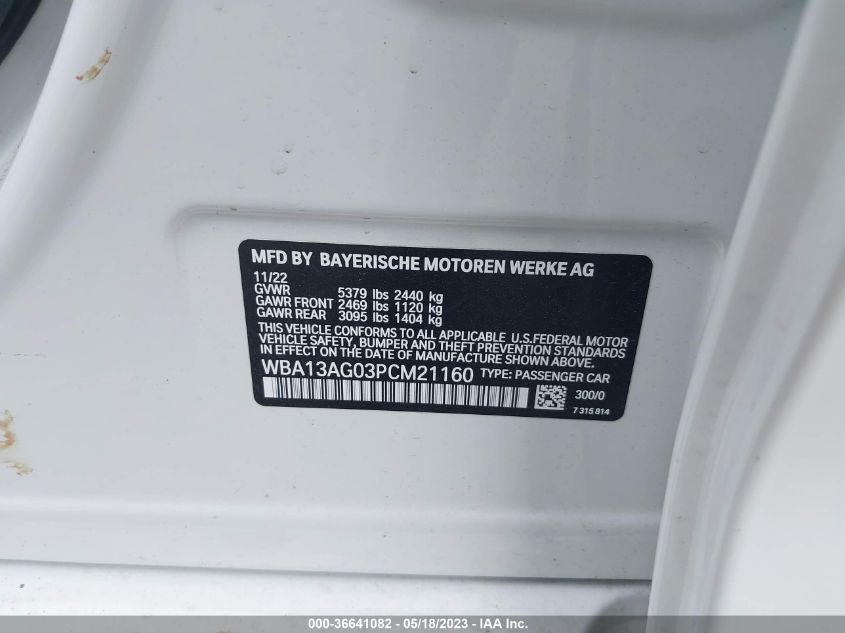 MFD BY BAYERISCHE MOTOREN WERKE AG
11/22
GVWR 5379 lbs 2440 kg
GAWR FRONT 2469 lbs 1120 kg
GAWR REAR 3095 lbs 1404 kg
THIS VEHICLE CONFORMS TO ALL APPLICABLE U.S.FEDERAL MOTOR
VEHICLE SAFETY, BUMPER AND THEFT PREVENTION STANDARDS
IN EFFECT ON THE DATE OF MANUFACTURE SHOWN ABOVE.
WBA13AG03PCM21160 TYPE: PASSENGER CAR
300/0
7 315 814
000-36641082 - 05/18/2023 - IAA Inc.